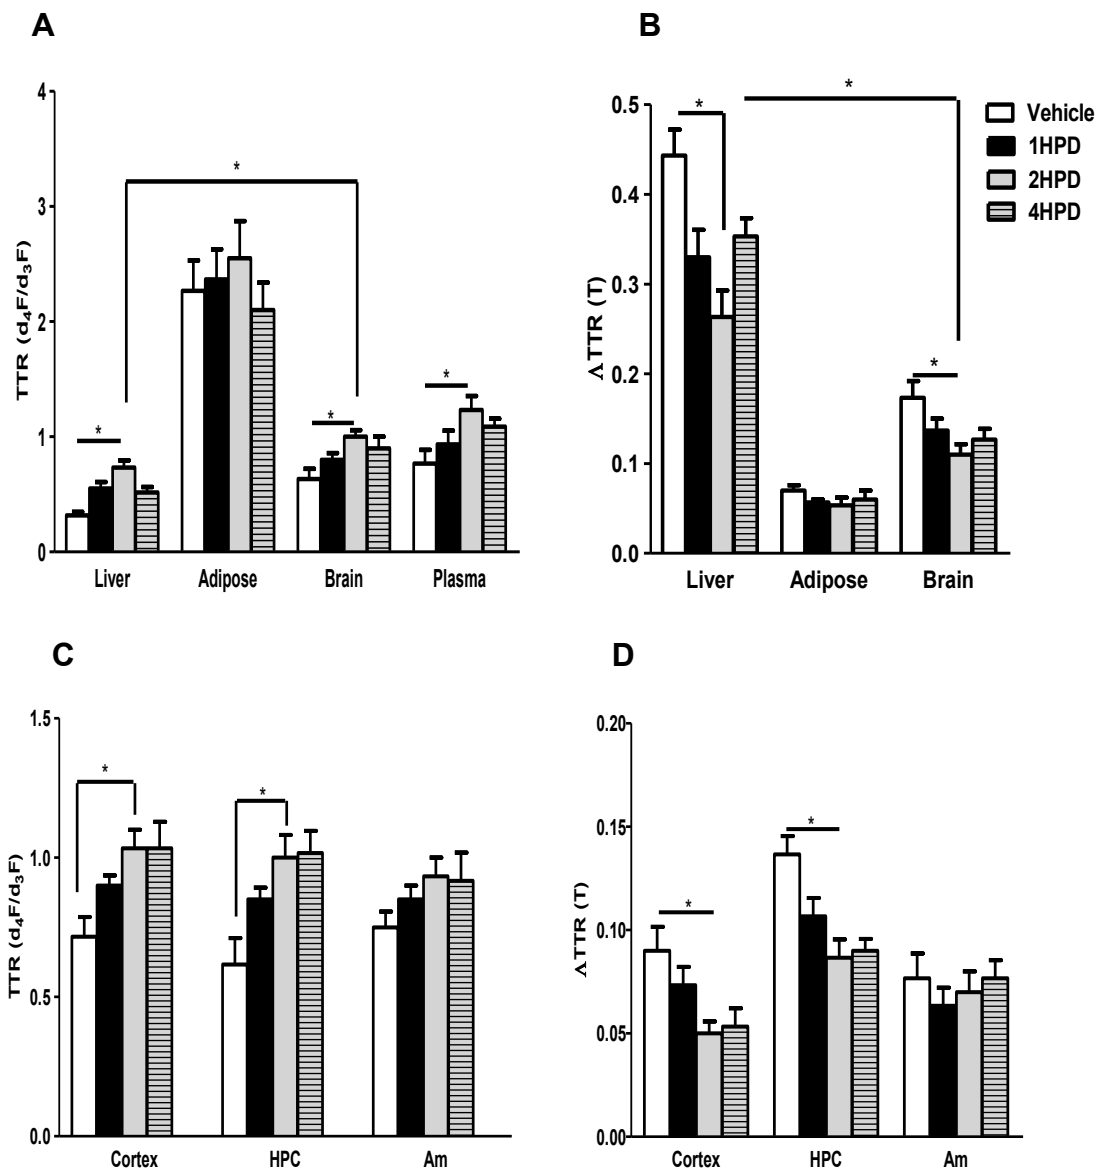 A
B
4
3
2
1
0
TTR (d₄F/d₃F)
*
*
*
*
Liver
Adipose
Brain
Plasma
0.5
0.4
0.3
0.2
0.1
0.0
ΛTTR (T)
*
*
*
Liver
Adipose
Brain
Vehicle
1HPD
2HPD
4HPD
C
D
1.5
1.0
0.5
0.0
TTR (d₄F/d₃F)
*
*
Cortex
HPC
Am
0.20
0.15
0.10
0.05
0.00
ΛTTR (T)
*
*
Cortex
HPC
Am